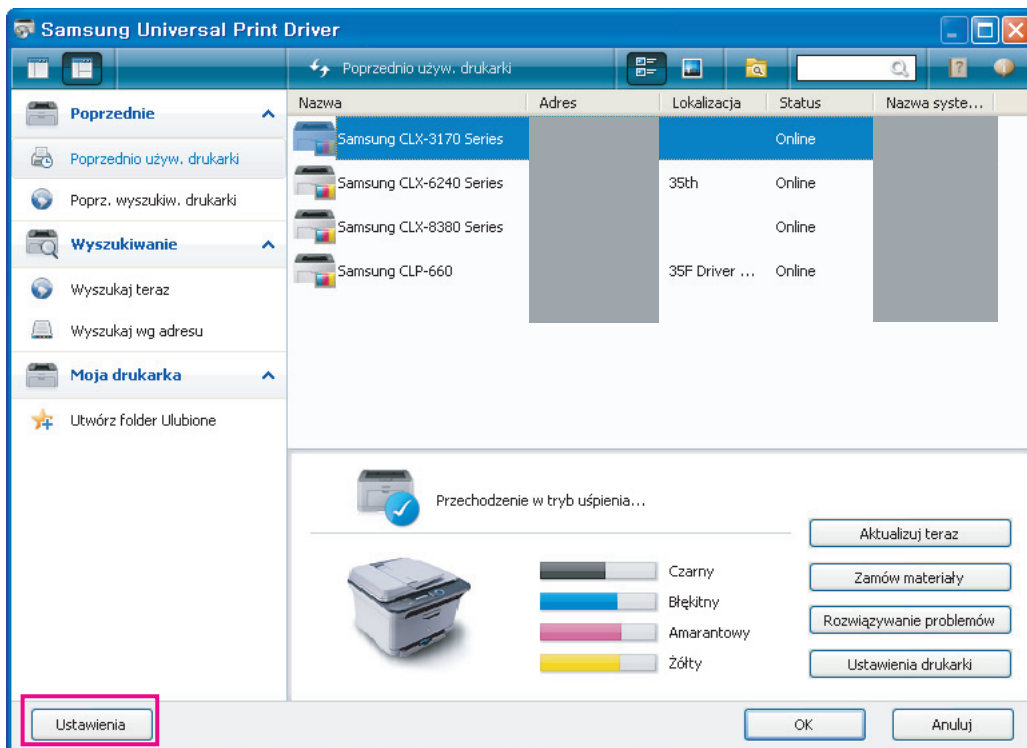 Samsung Universal Print Driver
Poprzednio używ. drukarki
Poprzednie
Poprzednio używ. drukarki
Poprz. wyszukiw. drukarki
Wyszukiwanie
Wyszukaj teraz
Wyszukaj wg adresu
Moja drukarka
Utwórz folder Ulubione
Nazwa Adres Lokalizacja Status Nazwa syste...
Samsung CLX-3170 Series Online
Samsung CLX-6240 Series 35th Online
Samsung CLX-8380 Series Online
Samsung CLP-660 35F Driver ... Online
Przechodzenie w tryb uśpienia...
Czarny
Błękitny
Amarantowy
Żółty
Aktualizuj teraz
Zamów materiały
Rozwiązywanie problemów
Ustawienia drukarki
Ustawienia OK Anuluj